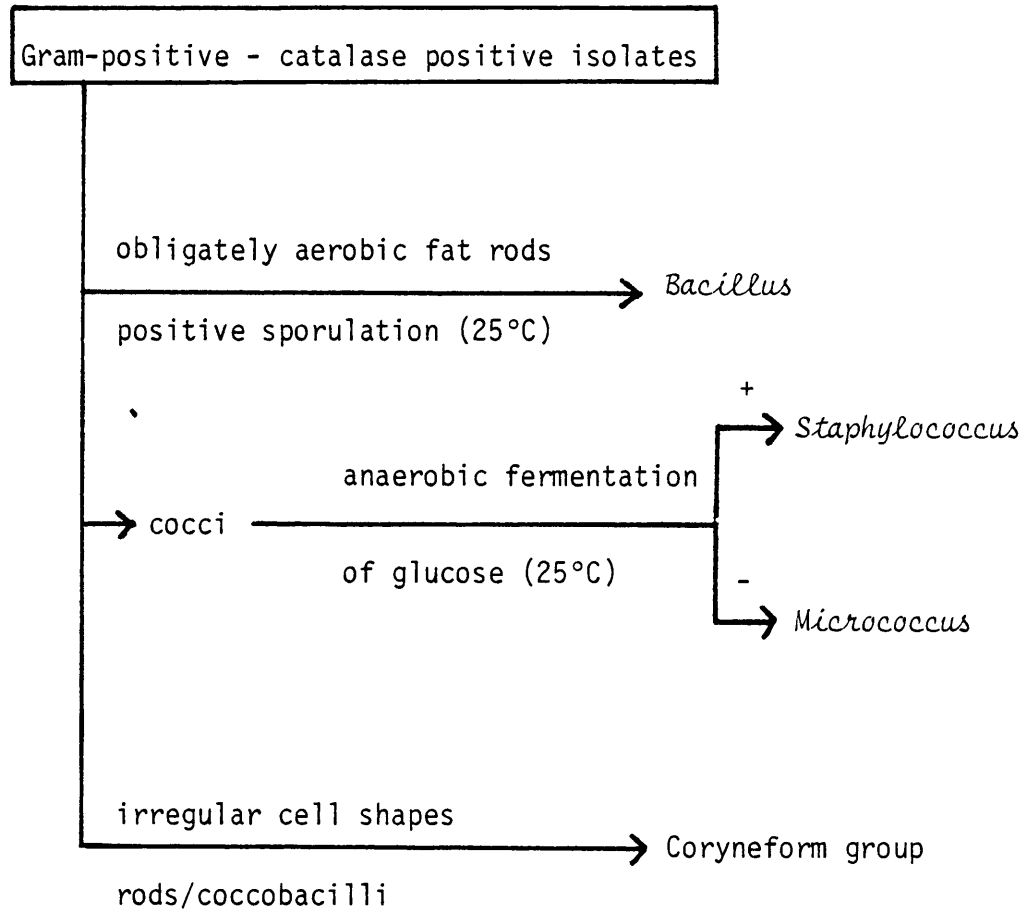 Gram-positive - catalase positive isolates
obligately aerobic fat rods
Bacillus
positive sporulation (25°C)
+
Staphylococcus
anaerobic fermentation
cocci
of glucose (25°C)
-
Micrococcus
irregular cell shapes
Coryneform group
rods/coccobacilli